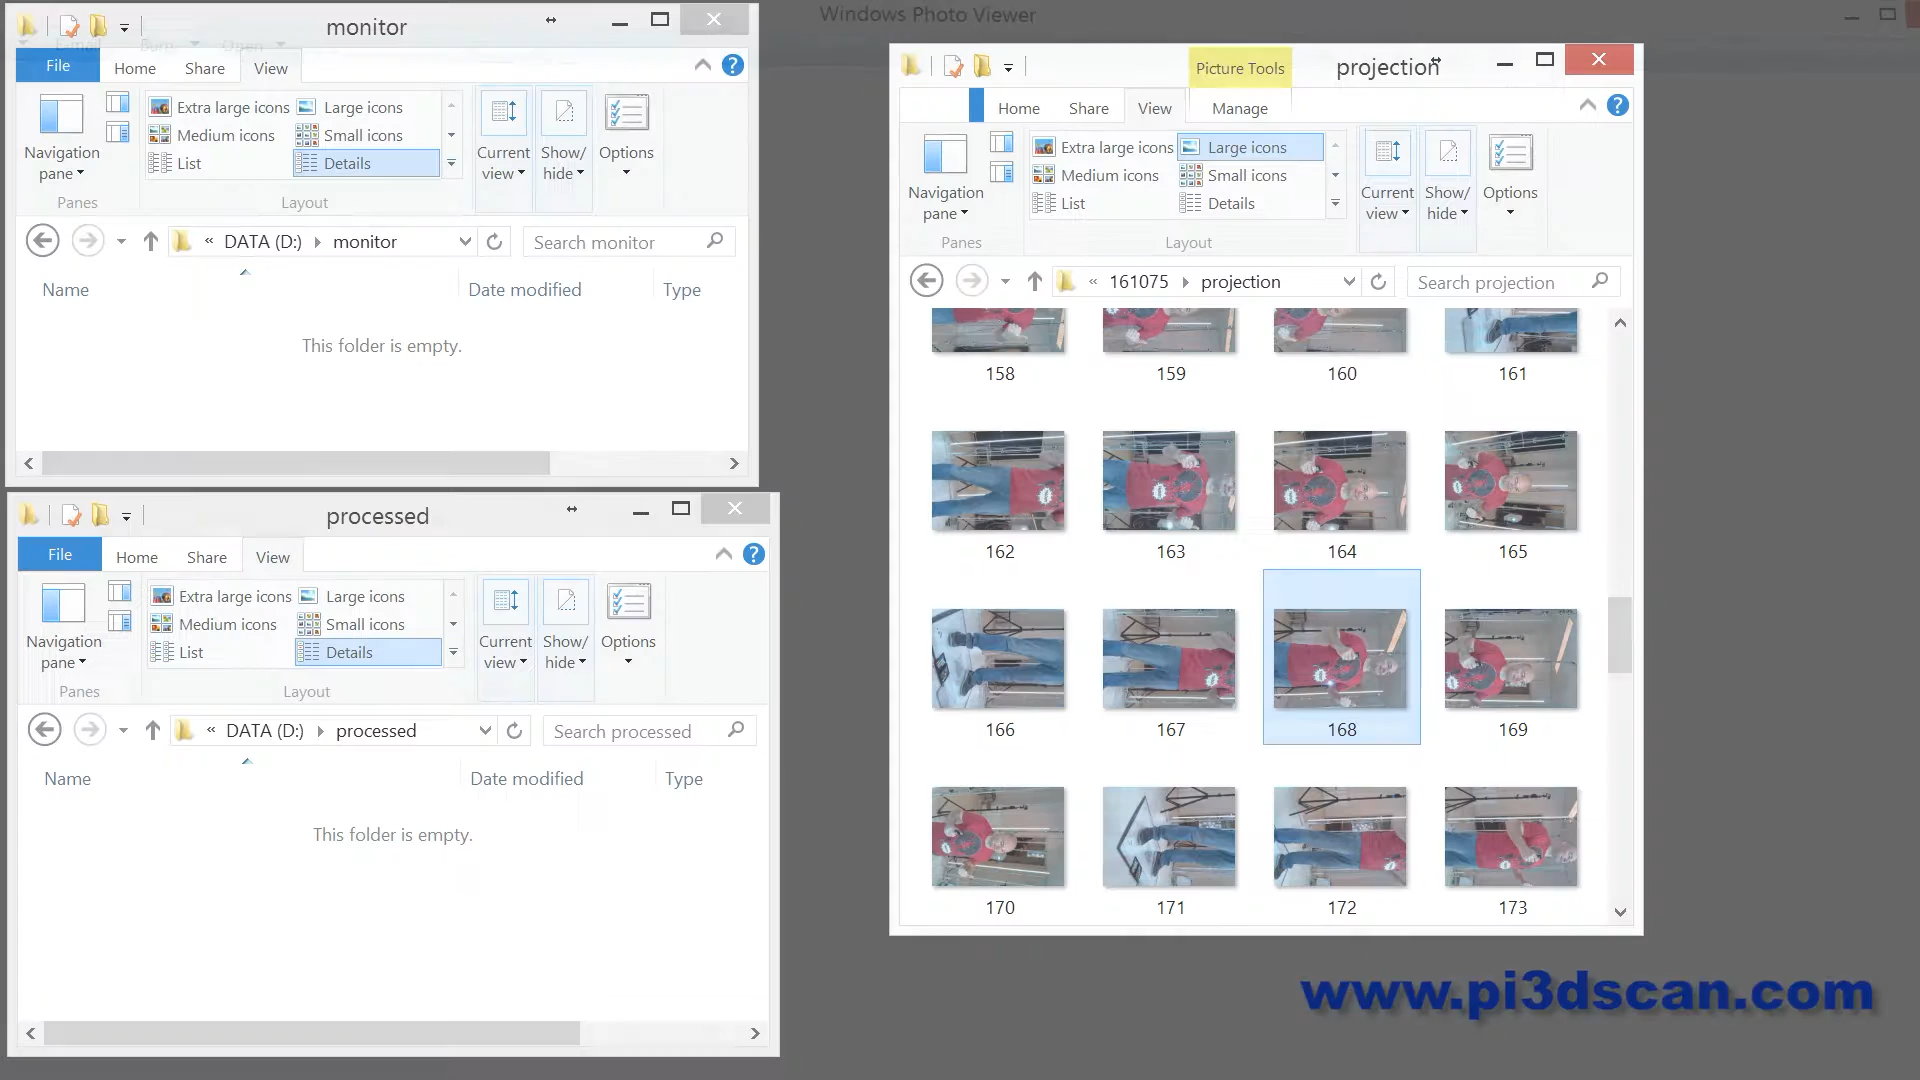 Windows Photo Viewer
monitor
File
Home
Share
View
Extra large icons
Large icons
Medium icons
Small icons
List
Details
Navigation
pane
Current
view
Show/
hide
Options
Panes
Layout
« DATA (D:) monitor
Search monitor
Name
Date modified
Type
This folder is empty.
processed
File
Home
Share
View
Extra large icons
Large icons
Medium icons
Small icons
List
Details
Navigation
pane
Current
view
Show/
hide
Options
Panes
Layout
« DATA (D:) processed
Search processed
Name
Date modified
Type
This folder is empty.
Picture Tools
projection
Home
Share
View
Manage
Extra large icons
Large icons
Medium icons
Small icons
List
Details
Navigation
pane
Current
view
Show/
hide
Options
Panes
Layout
« 161075 projection
Search projection
158
159
160
161
162
163
164
165
166
167
168
169
170
171
172
173
www.pi3dscan.com